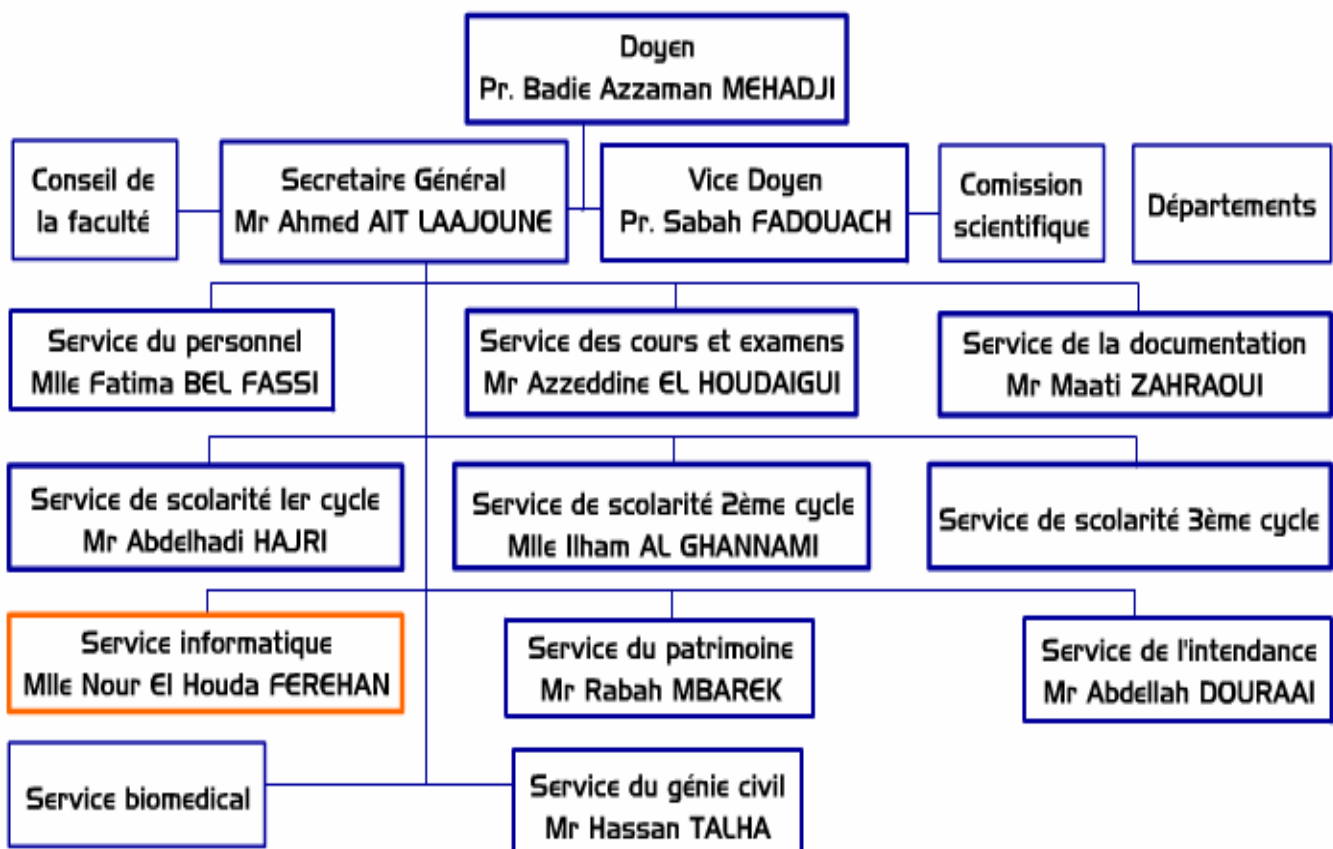 Doyen
Pr. Badie Azzaman MEHADJI
Conseil de
la faculté
Secretaire Général
Mr Ahmed AIT LAAJOUNE
Vice Doyen
Pr. Sabah FADOUACH
Comission
scientifique
Départements
Service du personnel
Mlle Fatima BEL FASSI
Service des cours et examens
Mr Azzeddine EL HOUDAIGUI
Service de la documentation
Mr Maati ZAHRAOUI
Service de scolarité 1er cycle
Mr Abdelhadi HAJRI
Service de scolarité 2ème cycle
Mlle Ilham AL GHANNAMI
Service de scolarité 3ème cycle
Service informatique
Mlle Nour El Houda FEREHAN
Service du patrimoine
Mr Rabah MBAREK
Service de l'intendance
Mr Abdellah DOURAAI
Service biomedical
Service du génie civil
Mr Hassan TALHA